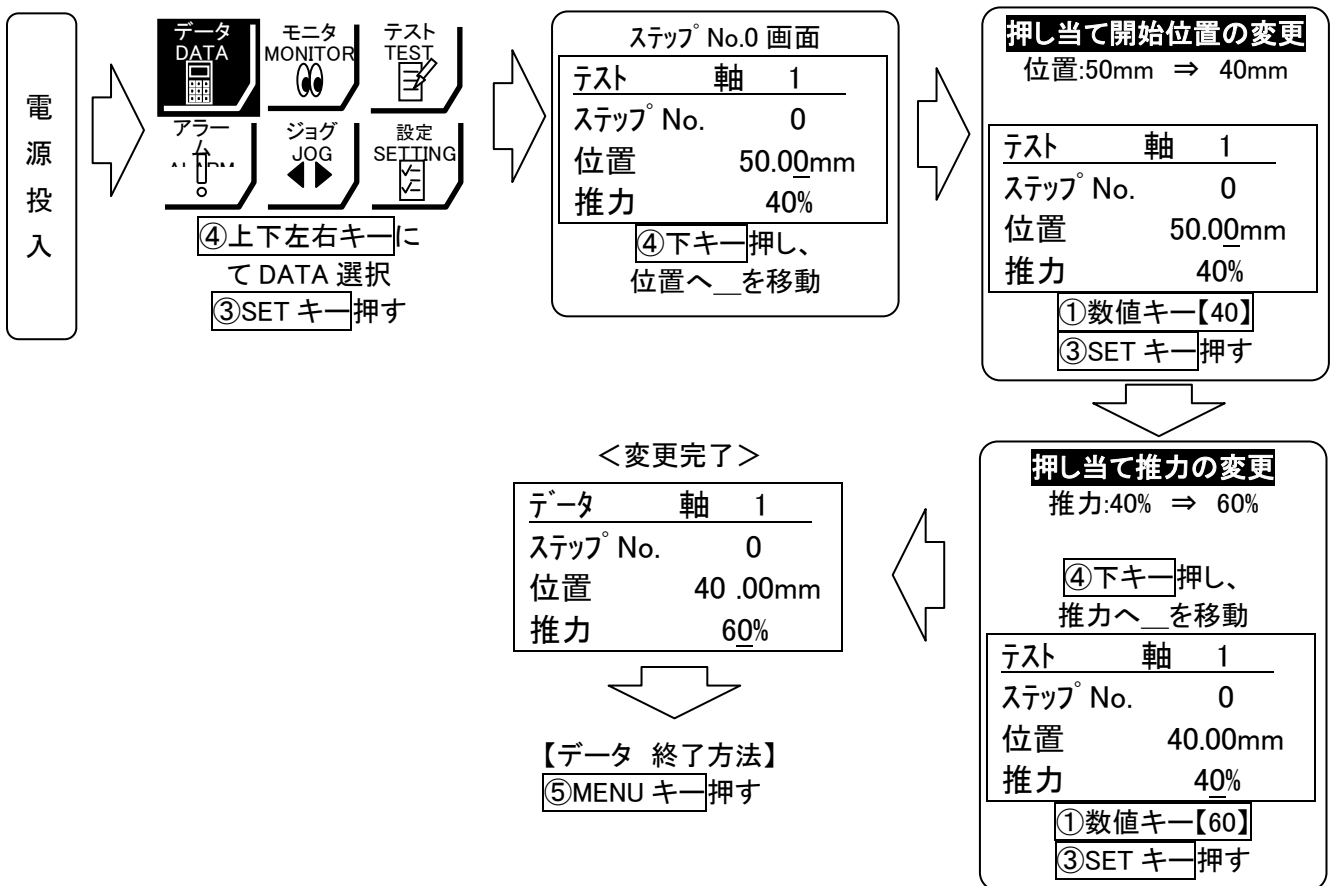 電
源
投
入
データ
DATA
モニタ
MONITOR
テスト
TEST
アラー
ム
ジョグ
JOG
設定
SETTING
④上下左右キーに
て DATA 選択
③SET キー押す
ステップ No.0 画面
テスト 軸 1
ステップ No. 0
位置 50.00mm
推力 40%
④下キー押し、
位置へ＿を移動
押し当て開始位置の変更
位置:50mm ⇒ 40mm
テスト 軸 1
ステップ No. 0
位置 50.00mm
推力 40%
①数値キー【40】
③SET キー押す
押し当て推力の変更
推力:40% ⇒ 60%
④下キー押し、
推力へ＿を移動
テスト 軸 1
ステップ No. 0
位置 40.00mm
推力 40%
①数値キー【60】
③SET キー押す
＜変更完了＞
データ 軸 1
ステップ No. 0
位置 40 .00mm
推力 60%
【データ 終了方法】
⑤MENU キー押す